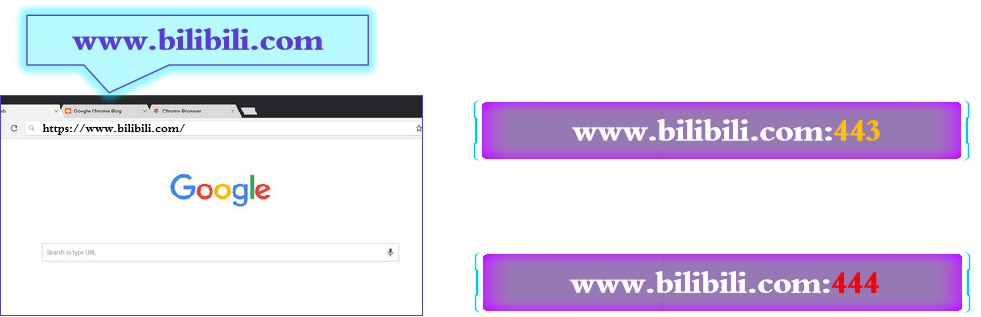 www.bilibili.com
ab
Google Chrome Blog
Chrome Browser
https://www.bilibili.com/
Google
Search or type URL
www.bilibili.com:443
www.bilibili.com:444